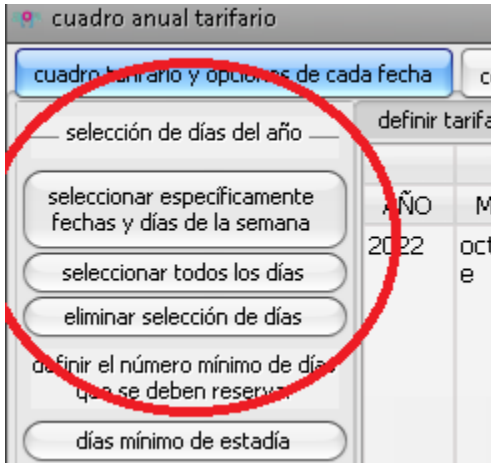 cuadro anual tarifario
cuadro tarifario y opciones de cada fecha
selección de días del año
definir
seleccionar específicamente
fechas y días de la semana
AÑO
M
2022
oct
e
seleccionar todos los días
eliminar selección de días
definir el número mínimo de días
que se deben reservar
días mínimo de estadía